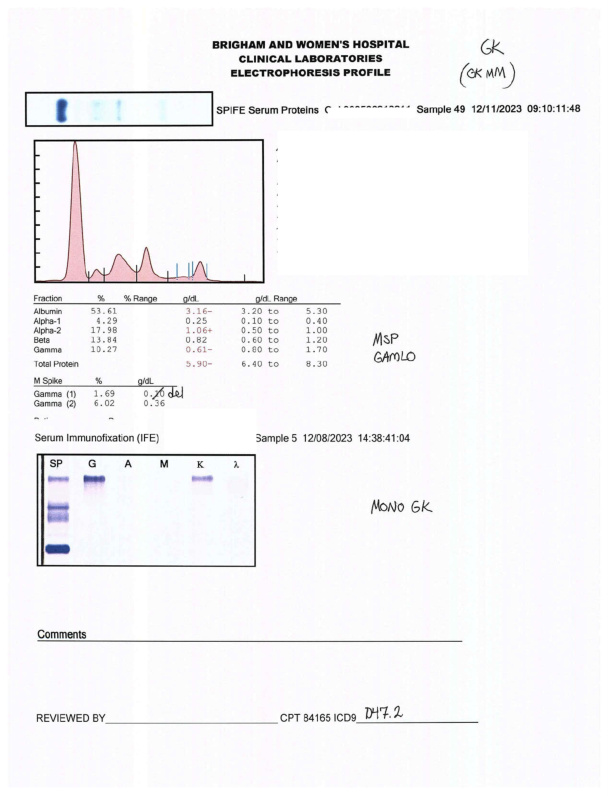 BRIGHAM AND WOMEN'S HOSPITAL
CLINICAL LABORATORIES
ELECTROPHORESIS PROFILE
GK
(GK MM)
SPIFE Serum Proteins Sample 49 12/11/2023 09:10:11:48
Fraction % % Range g/dL g/dL Range
Albumin 53.61 3.16- 3.20 to 5.30
Alpha-1 4.29 0.25 0.10 to 0.40
Alpha-2 17.98 1.06+ 0.50 to 1.00
Beta 13.84 0.82 0.60 to 1.20
Gamma 10.27 0.61- 0.80 to 1.70
Total Protein 5.90- 6.40 to 8.30
MSP
GAMLO
M Spike % g/dL
Gamma (1) 1.69 0.10 del
Gamma (2) 6.02 0.36
Serum Immunofixation (IFE) Sample 5 12/08/2023 14:38:41:04
SP G A M K λ
MONO GK
Comments
REVIEWED BY CPT 84165 ICD9 D47.2